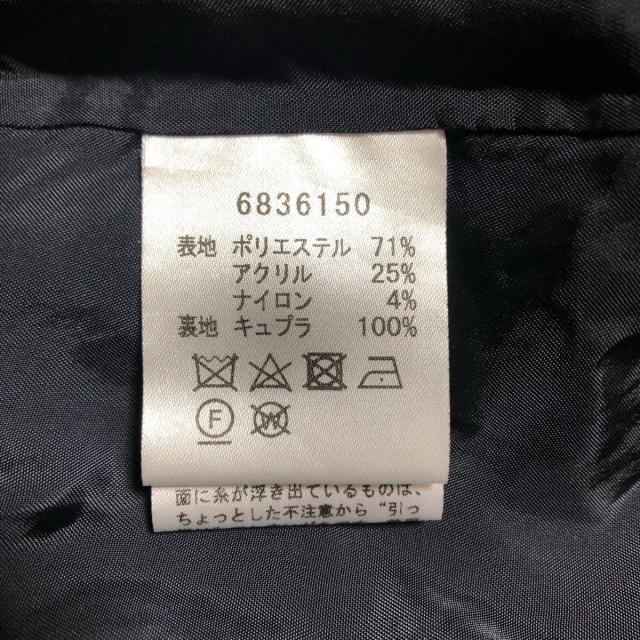 6836150
表地 ポリエステル 71%
アクリル 25%
ナイロン 4%
裏地 キュプラ 100%
F W
面に糸が浮き出ているものは、
ちょっとした不注意から“引っ